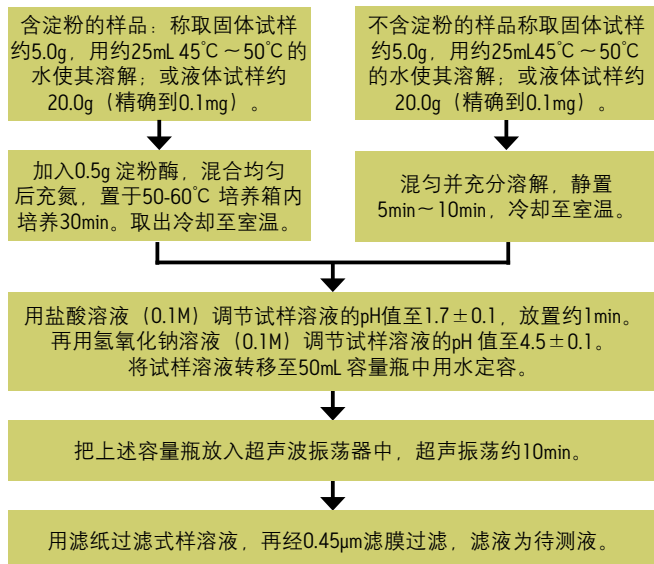 含淀粉的样品：称取固体试样
约5.0g，用约25mL 45℃～50℃的
水使其溶解；或液体试样约
20.0g（精确到0.1mg）。
不含淀粉的样品称取固体试样
约5.0g，用约25mL45℃～50℃
的水使其溶解；或液体试样约
20.0g（精确到0.1mg）。
加入0.5g 淀粉酶，混合均匀
后充氮，置于50-60℃ 培养箱内
培养30min。取出冷却至室温。
混匀并充分溶解，静置
5min～10min，冷却至室温。
用盐酸溶液（0.1M）调节试样溶液的pH值至1.7±0.1，放置约1min。
再用氢氧化钠溶液（0.1M）调节试样溶液的pH 值至4.5±0.1。
将试样溶液转移至50mL 容量瓶中用水定容。
把上述容量瓶放入超声波振荡器中，超声振荡约10min。
用滤纸过滤式样溶液，再经0.45μm滤膜过滤，滤液为待测液。